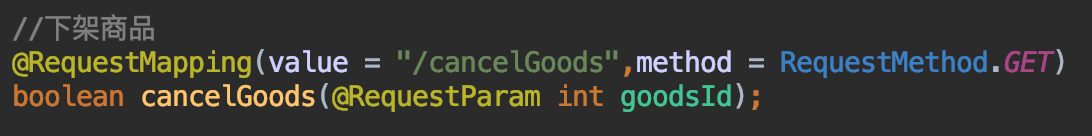 //下架商品
@RequestMapping(value = "/cancelGoods",method = RequestMethod.GET)
boolean cancelGoods(@RequestParam int goodsId);